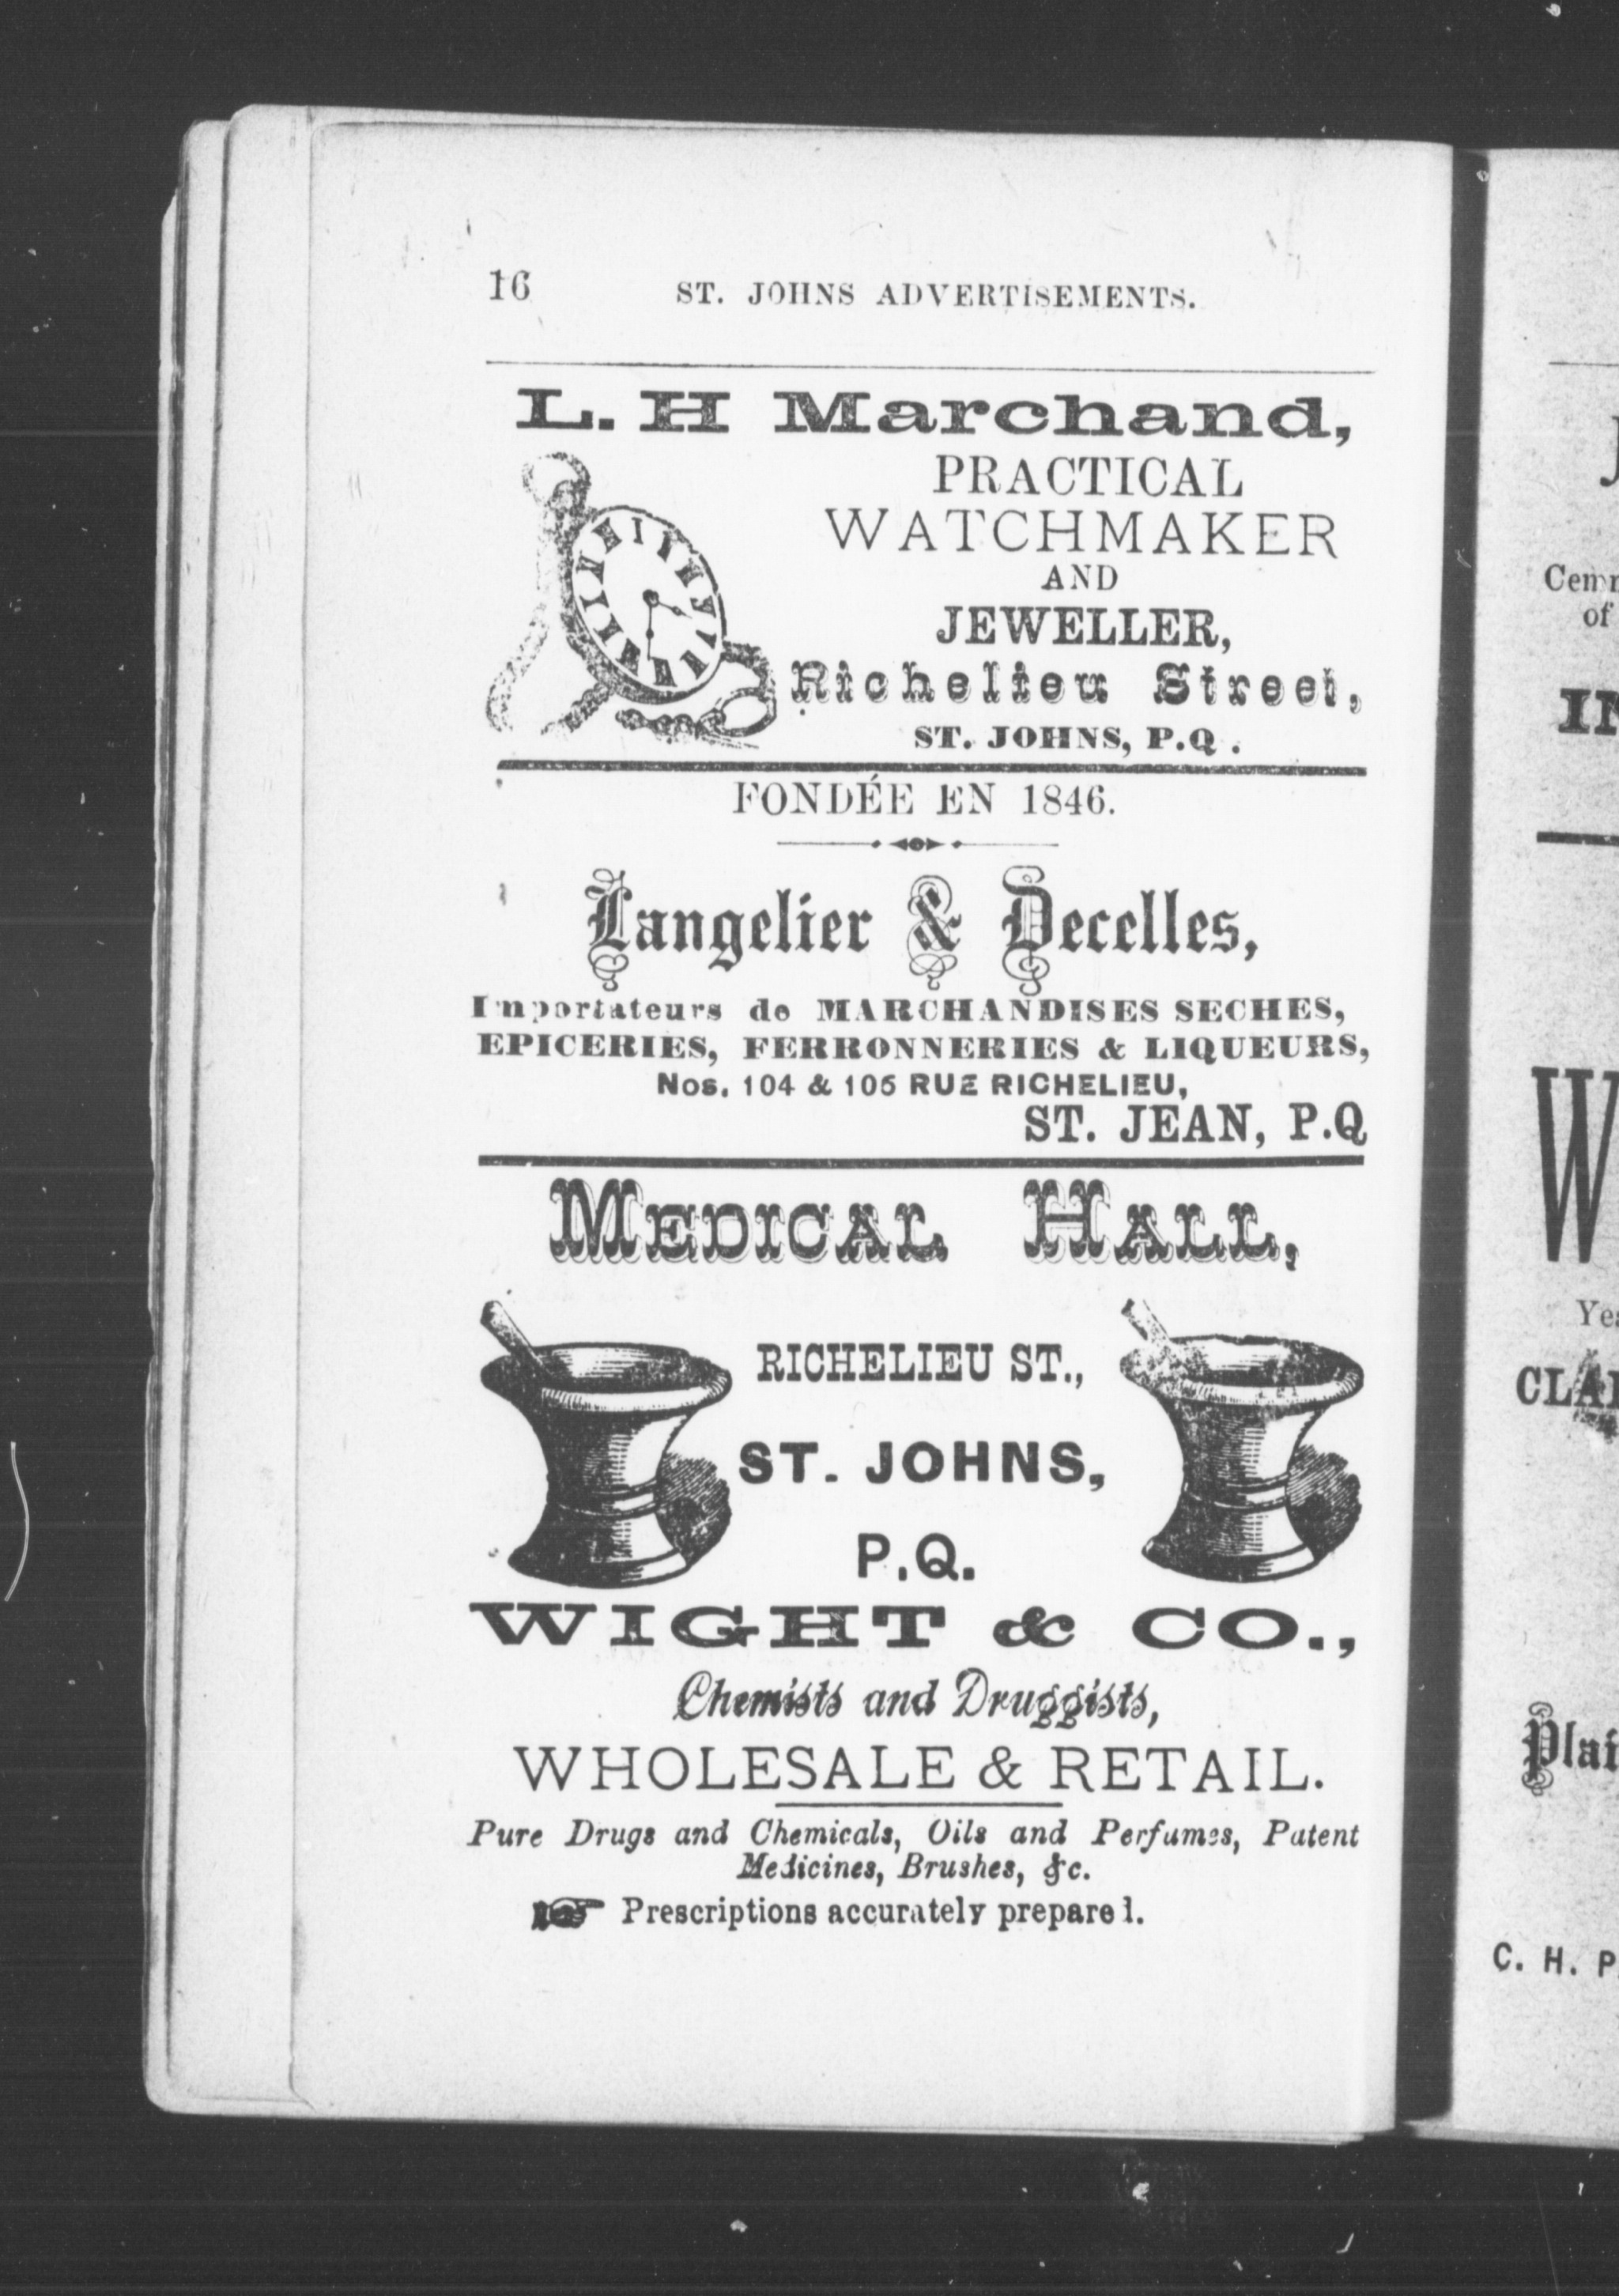 16 ST. JOHNS ADVERTISEMENTS.
L. H Marchand,
PRACTICAL
WATCHMAKER
AND
JEWELLER,
Richelieu Street,
ST. JOHNS, P.Q.
FONDÉE EN 1846.
Langelier & Decelles,
Importateurs de MARCHANDISES SECHES,
EPICERIES, FERRONNERIES & LIQUEURS,
Nos. 104 & 105 RUE RICHELIEU,
ST. JEAN, P.Q
MEDICAL HALL,
RICHELIEU ST.,
ST. JOHNS,
P.Q.
WIGHT & CO.,
Chemists and Druggists,
WHOLESALE & RETAIL.
Pure Drugs and Chemicals, Oils and Perfumes, Patent
Medicines, Brushes, &c.
☞ Prescriptions accurately prepared.
of
C. H. P